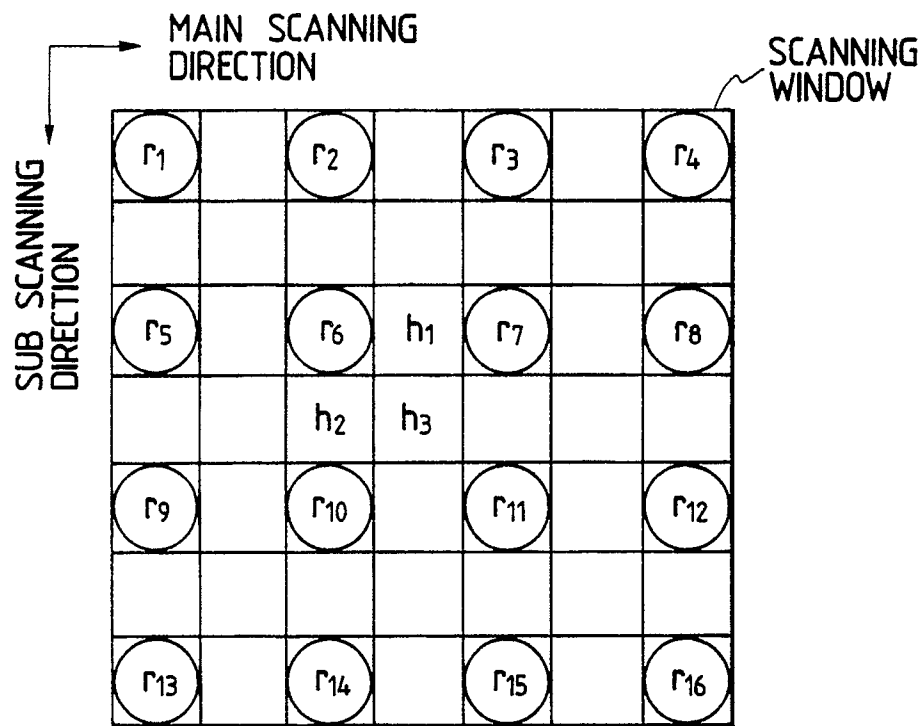 MAIN SCANNING
DIRECTION
SCANNING
WINDOW
SUB SCANNING
DIRECTION
r1 r2 r3 r4
r5 r6 h1 r7 r8
h2 h3
r9 r10 r11 r12
r13 r14 r15 r16